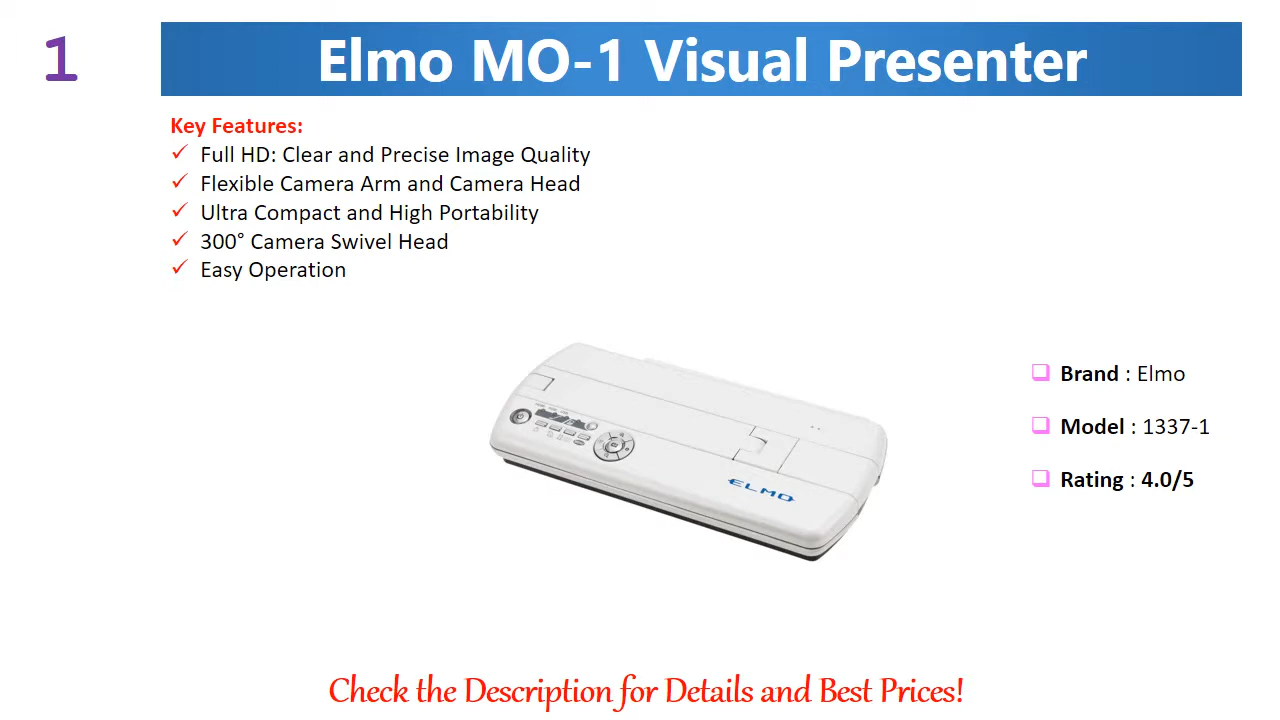 1
Elmo MO-1 Visual Presenter
Key Features:
✓ Full HD: Clear and Precise Image Quality
✓ Flexible Camera Arm and Camera Head
✓ Ultra Compact and High Portability
✓ 300° Camera Swivel Head
✓ Easy Operation
❑ Brand : Elmo
❑ Model : 1337-1
❑ Rating : 4.0/5
ELMO
Check the Description for Details and Best Prices!